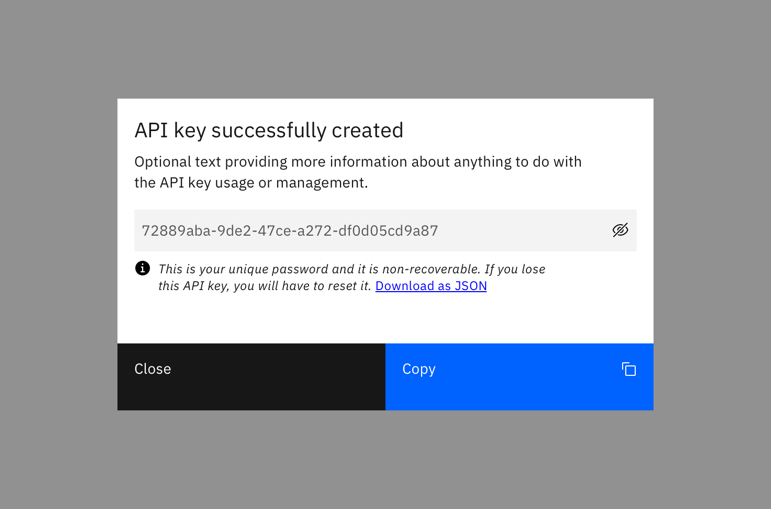 API key successfully created
Optional text providing more information about anything to do with
the API key usage or management.
72889aba-9de2-47ce-a272-df0d05cd9a87
This is your unique password and it is non-recoverable. If you lose
this API key, you will have to reset it. Download as JSON
Close
Copy